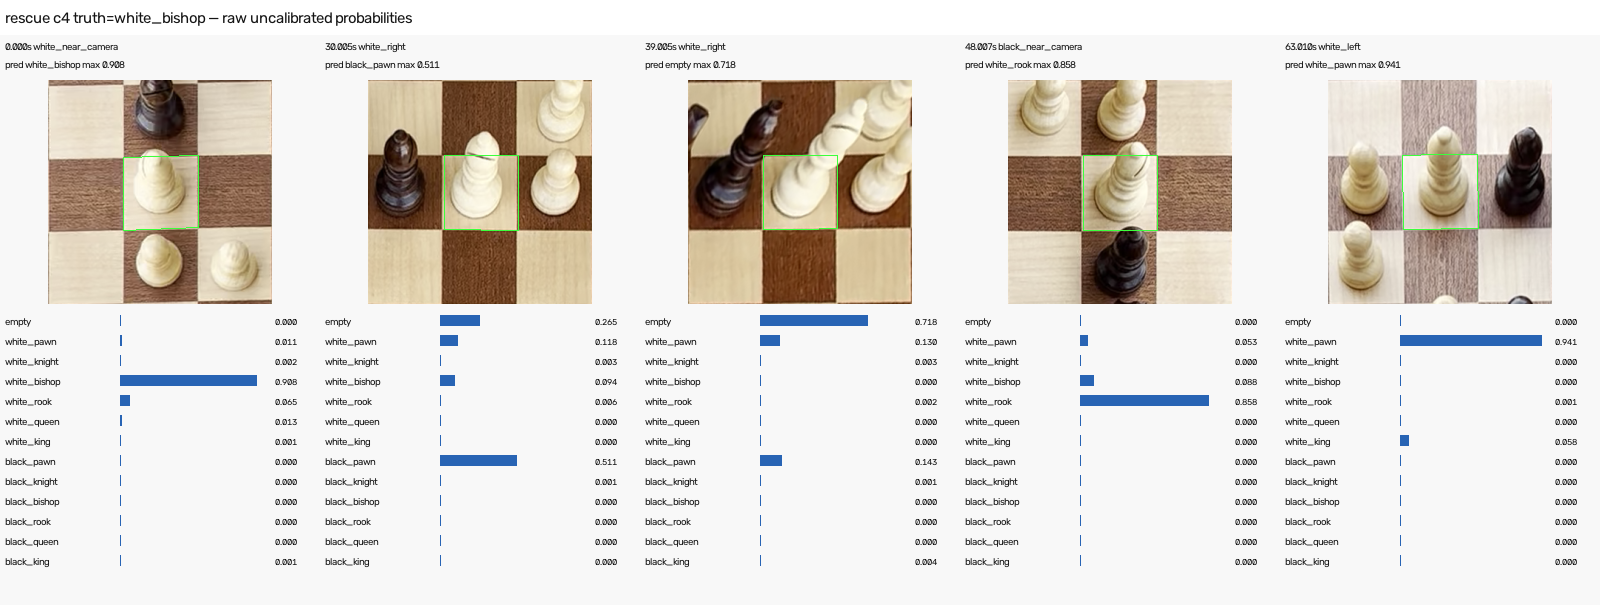 rescue c4 truth=white_bishop — raw uncalibrated probabilities
0.000s white_near_camera
pred white_bishop max 0.908
empty 0.000
white_pawn 0.011
white_knight 0.002
white_bishop 0.908
white_rook 0.065
white_queen 0.013
white_king 0.001
black_pawn 0.000
black_knight 0.000
black_bishop 0.000
black_rook 0.000
black_queen 0.000
black_king 0.001
30.005s white_right
pred black_pawn max 0.511
empty 0.265
white_pawn 0.118
white_knight 0.003
white_bishop 0.094
white_rook 0.006
white_queen 0.000
white_king 0.000
black_pawn 0.511
black_knight 0.001
black_bishop 0.000
black_rook 0.000
black_queen 0.000
black_king 0.000
39.005s white_right
pred empty max 0.718
empty 0.718
white_pawn 0.130
white_knight 0.003
white_bishop 0.000
white_rook 0.002
white_queen 0.000
white_king 0.000
black_pawn 0.143
black_knight 0.001
black_bishop 0.000
black_rook 0.000
black_queen 0.000
black_king 0.004
48.007s black_near_camera
pred white_rook max 0.858
empty 0.000
white_pawn 0.053
white_knight 0.000
white_bishop 0.088
white_rook 0.858
white_queen 0.000
white_king 0.000
black_pawn 0.000
black_knight 0.000
black_bishop 0.000
black_rook 0.000
black_queen 0.000
black_king 0.000
63.010s white_left
pred white_pawn max 0.941
empty 0.000
white_pawn 0.941
white_knight 0.000
white_bishop 0.000
white_rook 0.001
white_queen 0.000
white_king 0.058
black_pawn 0.000
black_knight 0.000
black_bishop 0.000
black_rook 0.000
black_queen 0.000
black_king 0.000